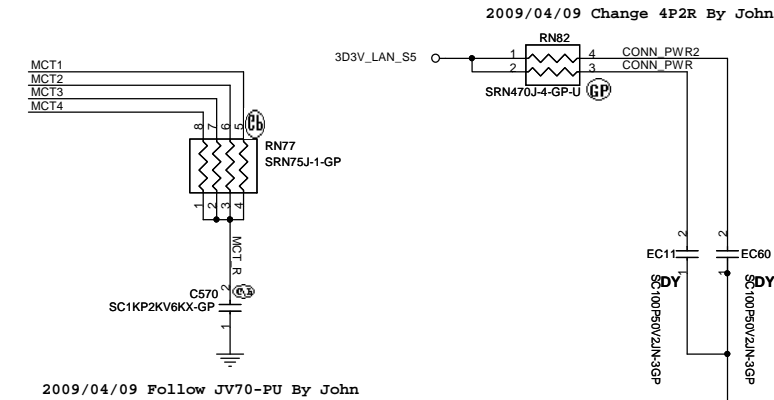 2009/04/09 Change 4P2R By John
RN82
3D3V_LAN_S5
1
4
CONN_PWR2
2
3
CONN_PWR
SRN470J-4-GP-U
GP
MCT1
MCT2
MCT3
MCT4
8
7
6
5
GP
RN77
SRN75J-1-GP
1
2
3
4
MCT_R
C570
2
GP
SC1KP2KV6KX-GP
1
2
2
EC11
EC60
1
DY
1
DY
SC100P50V2JN-3GP
SC100P50V2JN-3GP
2009/04/09 Follow JV70-PU By John